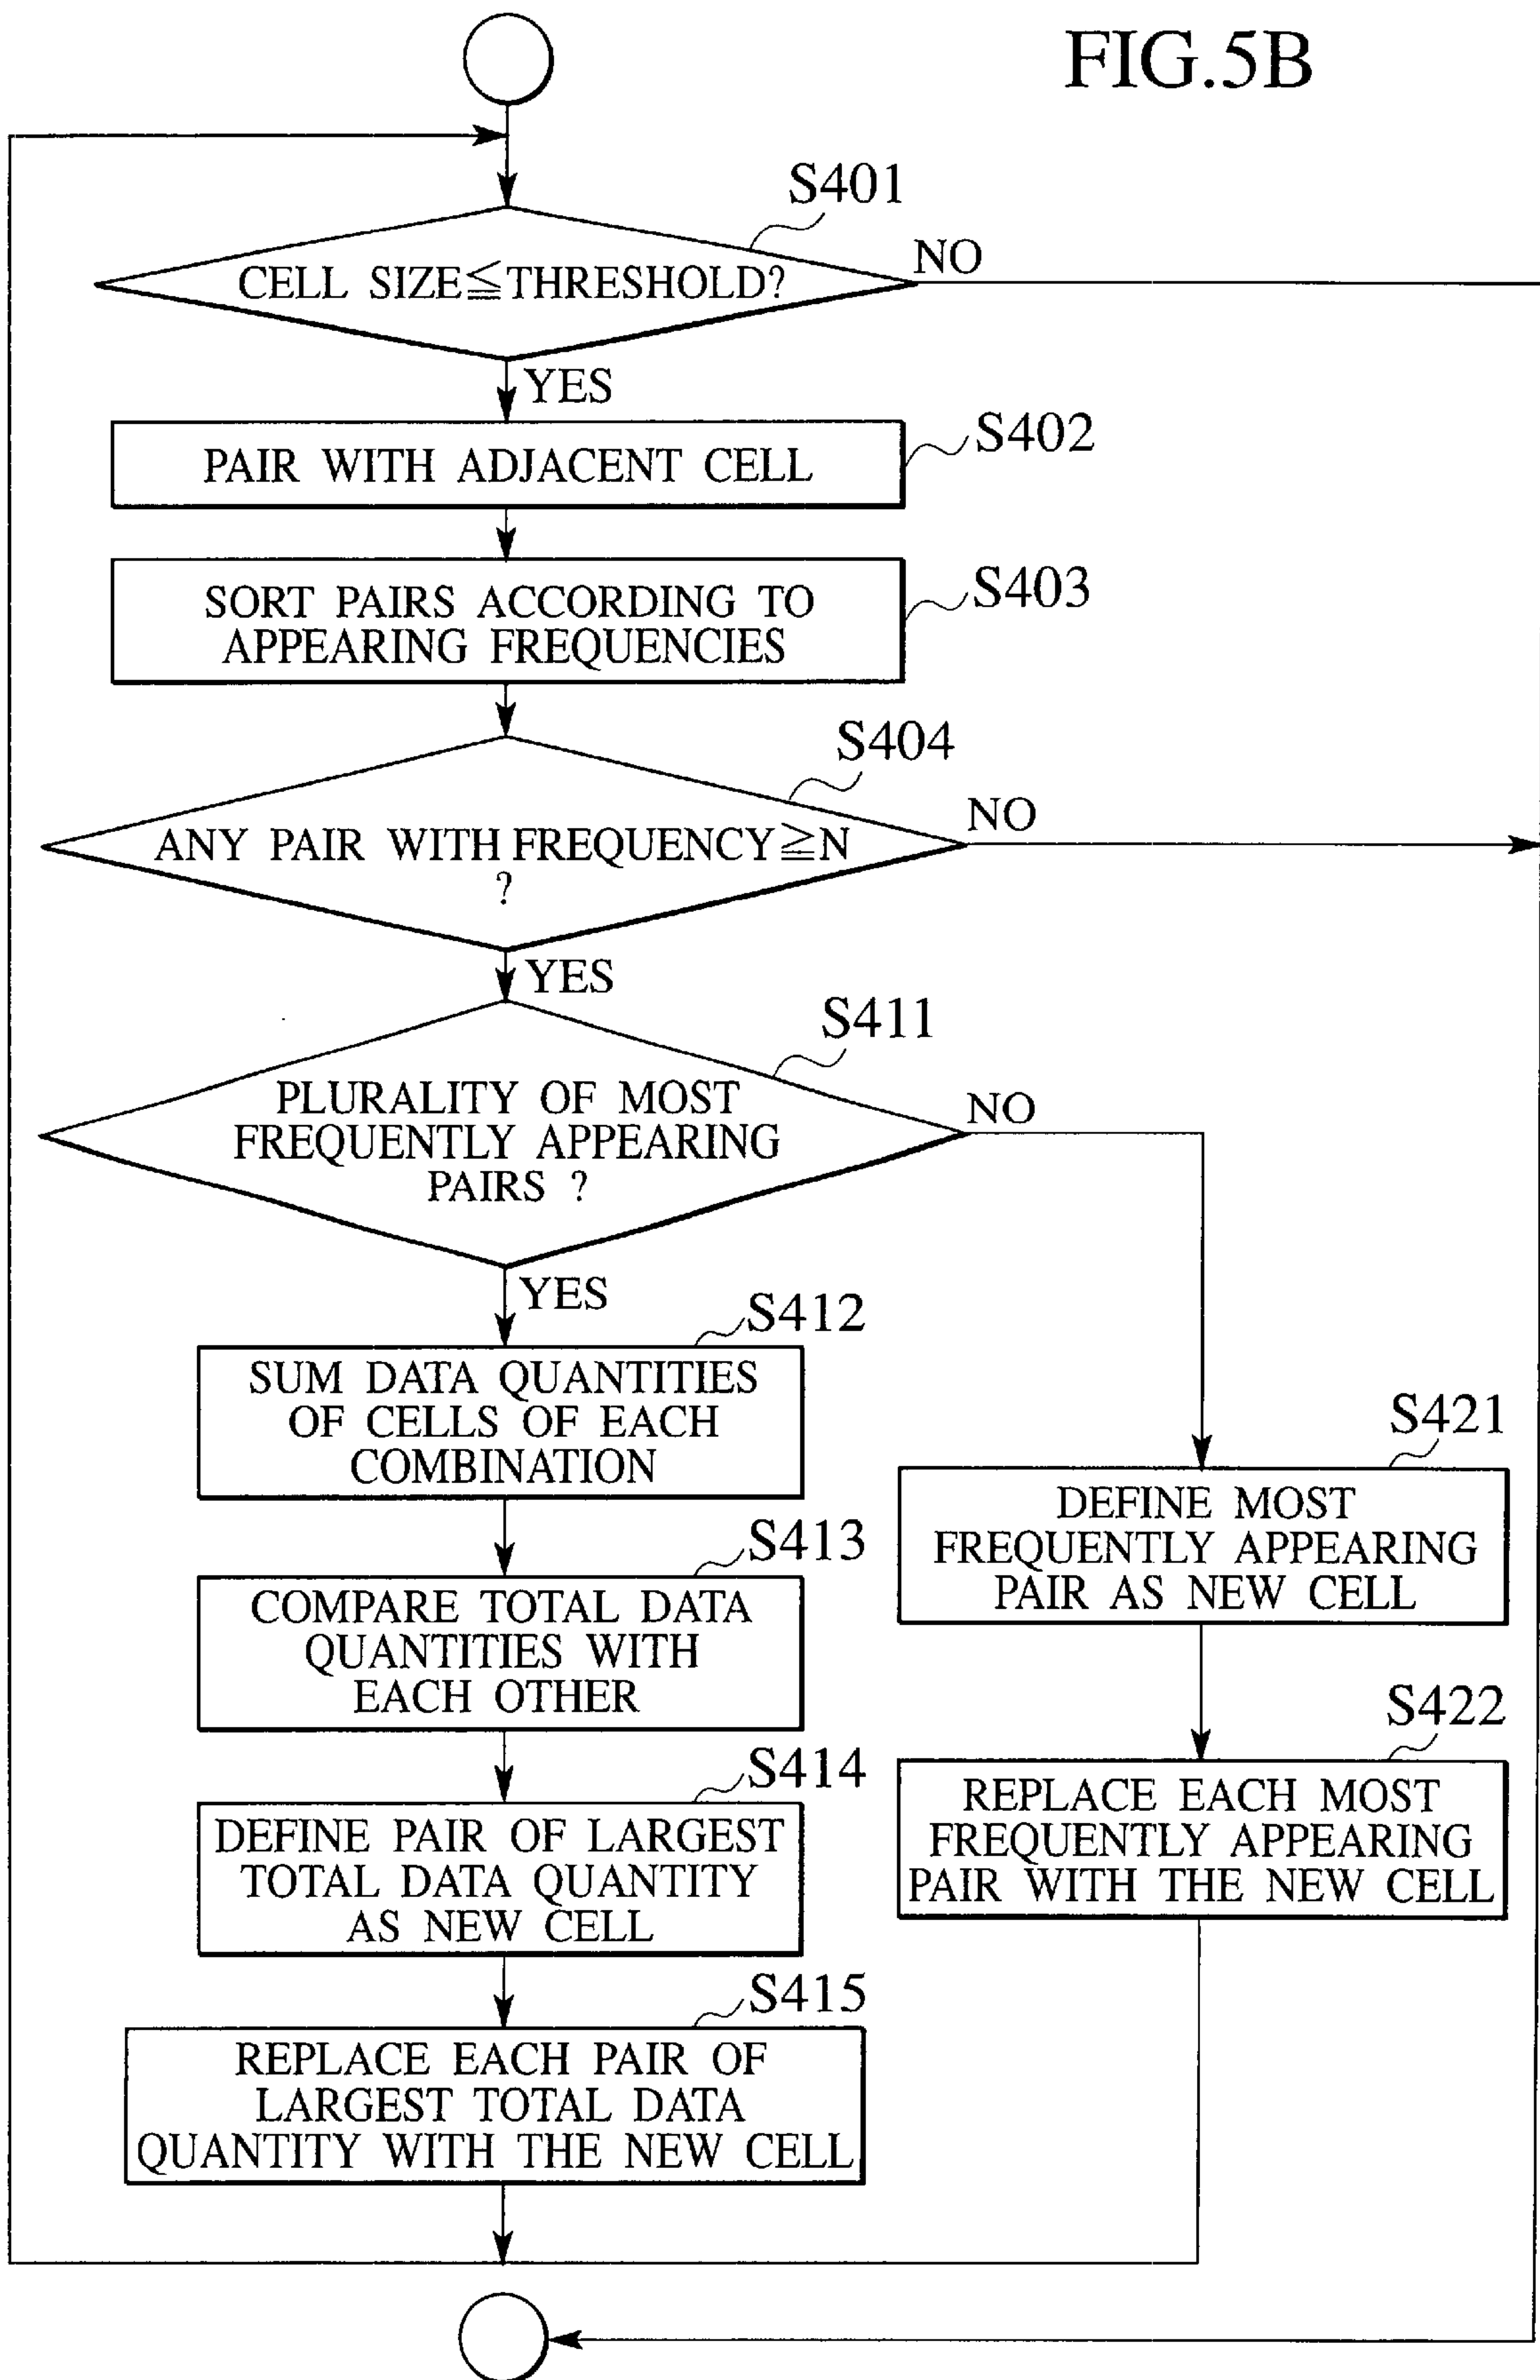 FIG.5B
S401
CELL SIZE≦THRESHOLD?
NO
YES
S402
PAIR WITH ADJACENT CELL
S403
SORT PAIRS ACCORDING TO
APPEARING FREQUENCIES
S404
ANY PAIR WITH FREQUENCY≧N
?
NO
YES
S411
PLURALITY OF MOST
FREQUENTLY APPEARING
PAIRS ?
NO
YES
S412
SUM DATA QUANTITIES
OF CELLS OF EACH
COMBINATION
S413
COMPARE TOTAL DATA
QUANTITIES WITH
EACH OTHER
S414
DEFINE PAIR OF LARGEST
TOTAL DATA QUANTITY
AS NEW CELL
S415
REPLACE EACH PAIR OF
LARGEST TOTAL DATA
QUANTITY WITH THE NEW CELL
S421
DEFINE MOST
FREQUENTLY APPEARING
PAIR AS NEW CELL
S422
REPLACE EACH MOST
FREQUENTLY APPEARING
PAIR WITH THE NEW CELL